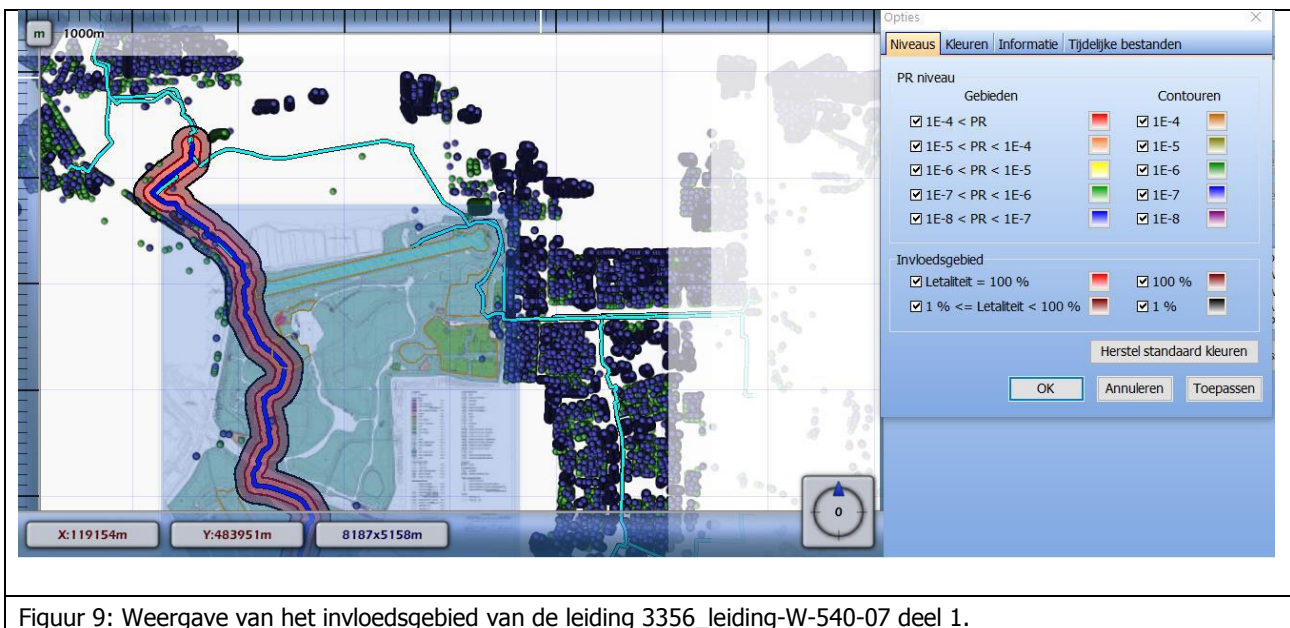 m 1000m
X:119154m Y:483951m 8187x5158m
0
Opties
Niveaus Kleuren Informatie Tijdelijke bestanden
PR niveau
Gebieden Contouren
1E-4 < PR 1E-4
1E-5 < PR < 1E-4 1E-5
1E-6 < PR < 1E-5 1E-6
1E-7 < PR < 1E-6 1E-7
1E-8 < PR < 1E-7 1E-8
Invloedsgebied
Letaliteit = 100 % 100 %
1 % <= Letaliteit < 100 % 1 %
Herstel standaard kleuren
OK Annuleren Toepassen
Figuur 9: Weergave van het invloedsgebied van de leiding 3356_leiding-W-540-07 deel 1.